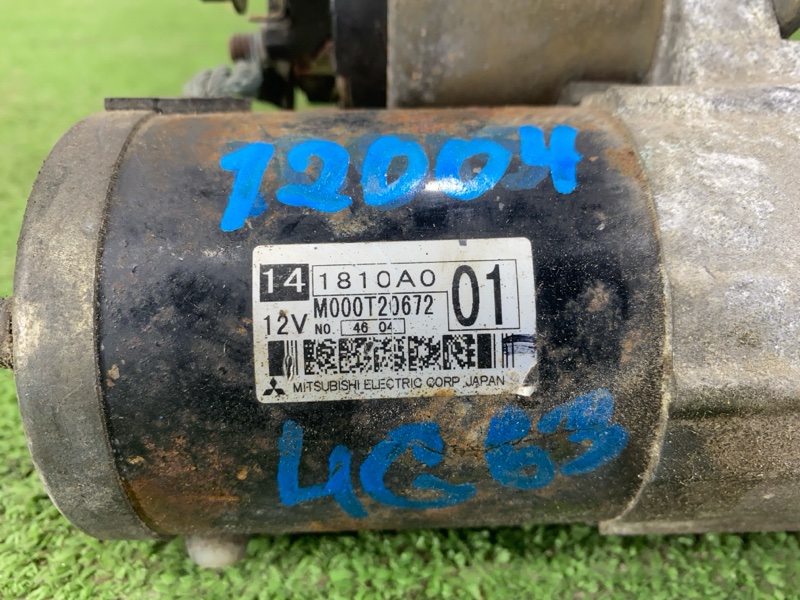 12004
14 1810A0 01
M000T20672
12V NO. 46 04
MITSUBISHI ELECTRIC CORP. JAPAN
4G63